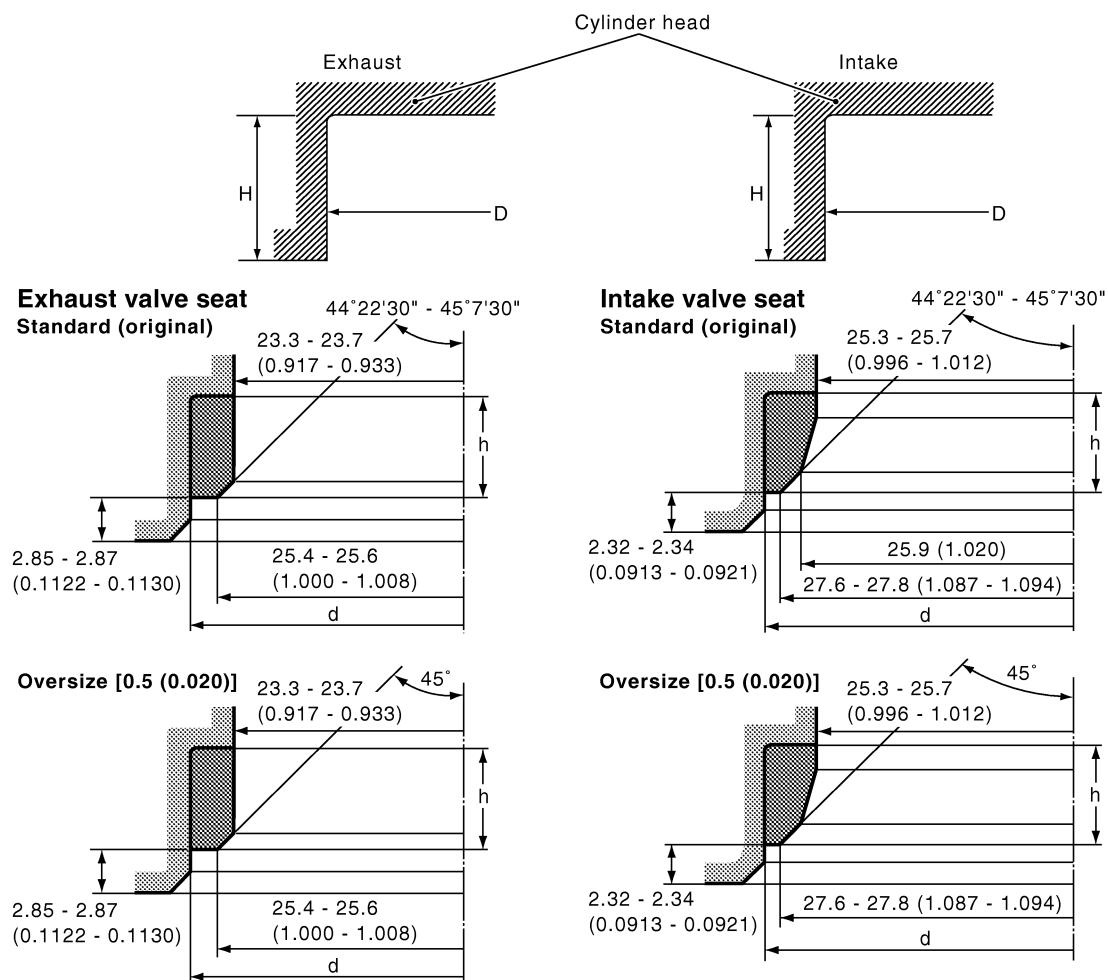 Cylinder head
Exhaust
Intake
H
D
H
D
Exhaust valve seat
Standard (original)
44˚22'30" - 45˚7'30"
23.3 - 23.7
(0.917 - 0.933)
h
2.85 - 2.87
(0.1122 - 0.1130)
25.4 - 25.6
(1.000 - 1.008)
d
Intake valve seat
Standard (original)
44˚22'30" - 45˚7'30"
25.3 - 25.7
(0.996 - 1.012)
h
2.32 - 2.34
(0.0913 - 0.0921)
25.9 (1.020)
27.6 - 27.8 (1.087 - 1.094)
d
Oversize [0.5 (0.020)]
45˚
23.3 - 23.7
(0.917 - 0.933)
h
2.85 - 2.87
(0.1122 - 0.1130)
25.4 - 25.6
(1.000 - 1.008)
d
Oversize [0.5 (0.020)]
45˚
25.3 - 25.7
(0.996 - 1.012)
h
2.32 - 2.34
(0.0913 - 0.0921)
27.6 - 27.8 (1.087 - 1.094)
d